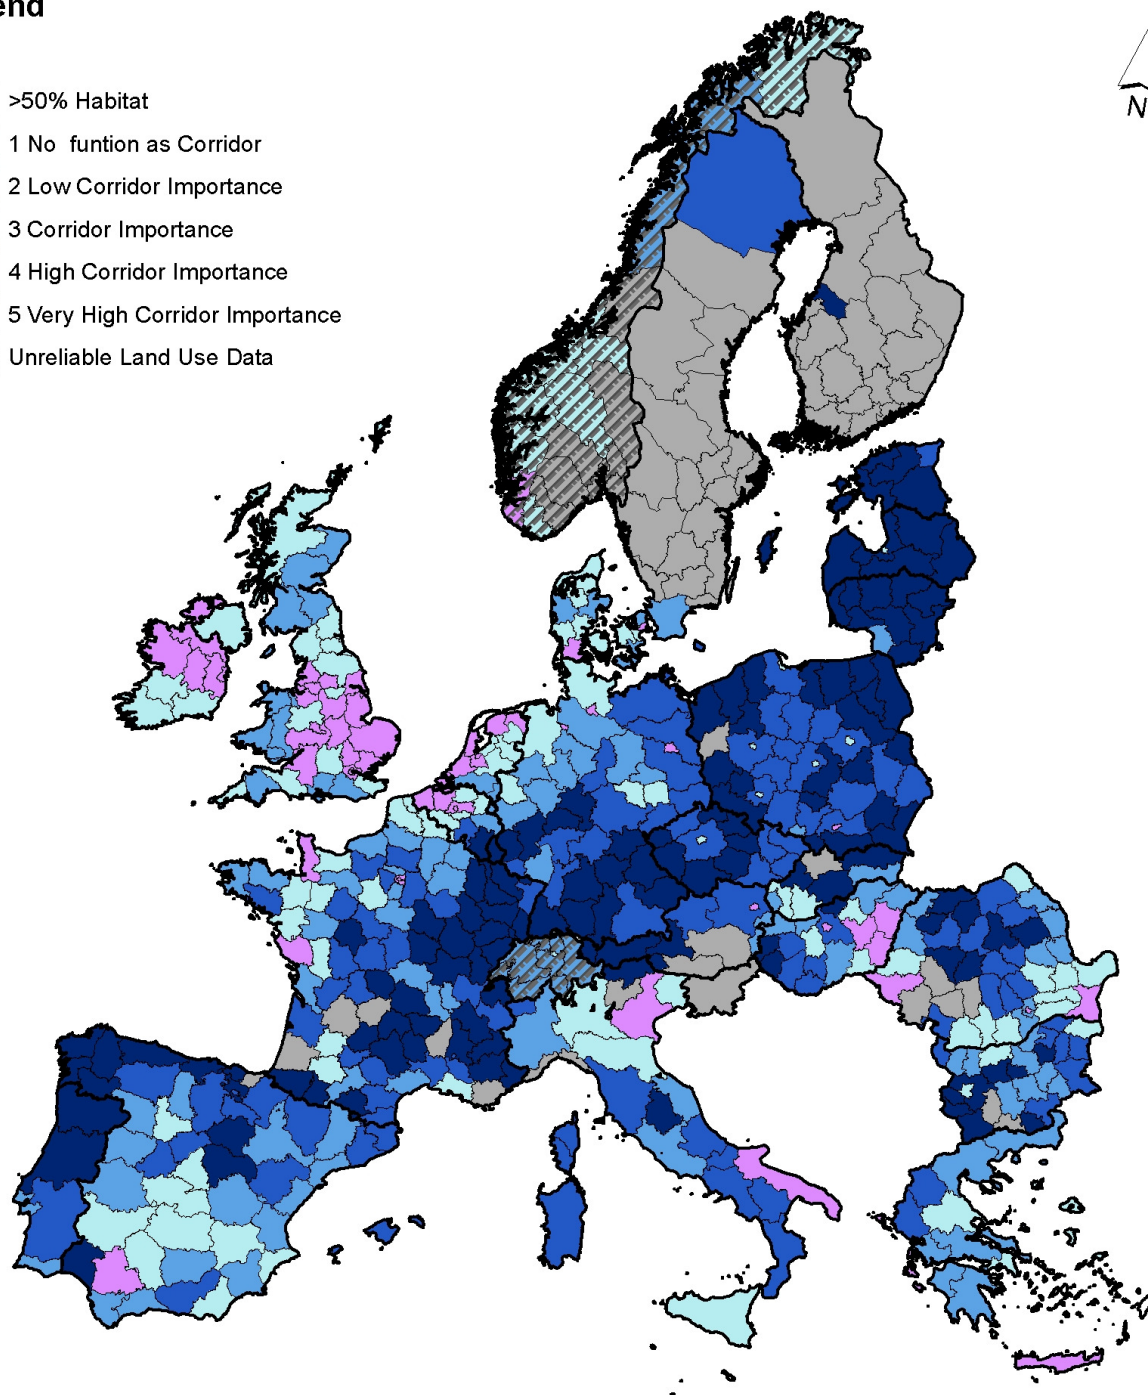 end
>50% Habitat
1 No funtion as Corridor
2 Low Corridor Importance
3 Corridor Importance
4 High Corridor Importance
5 Very High Corridor Importance
Unreliable Land Use Data
N